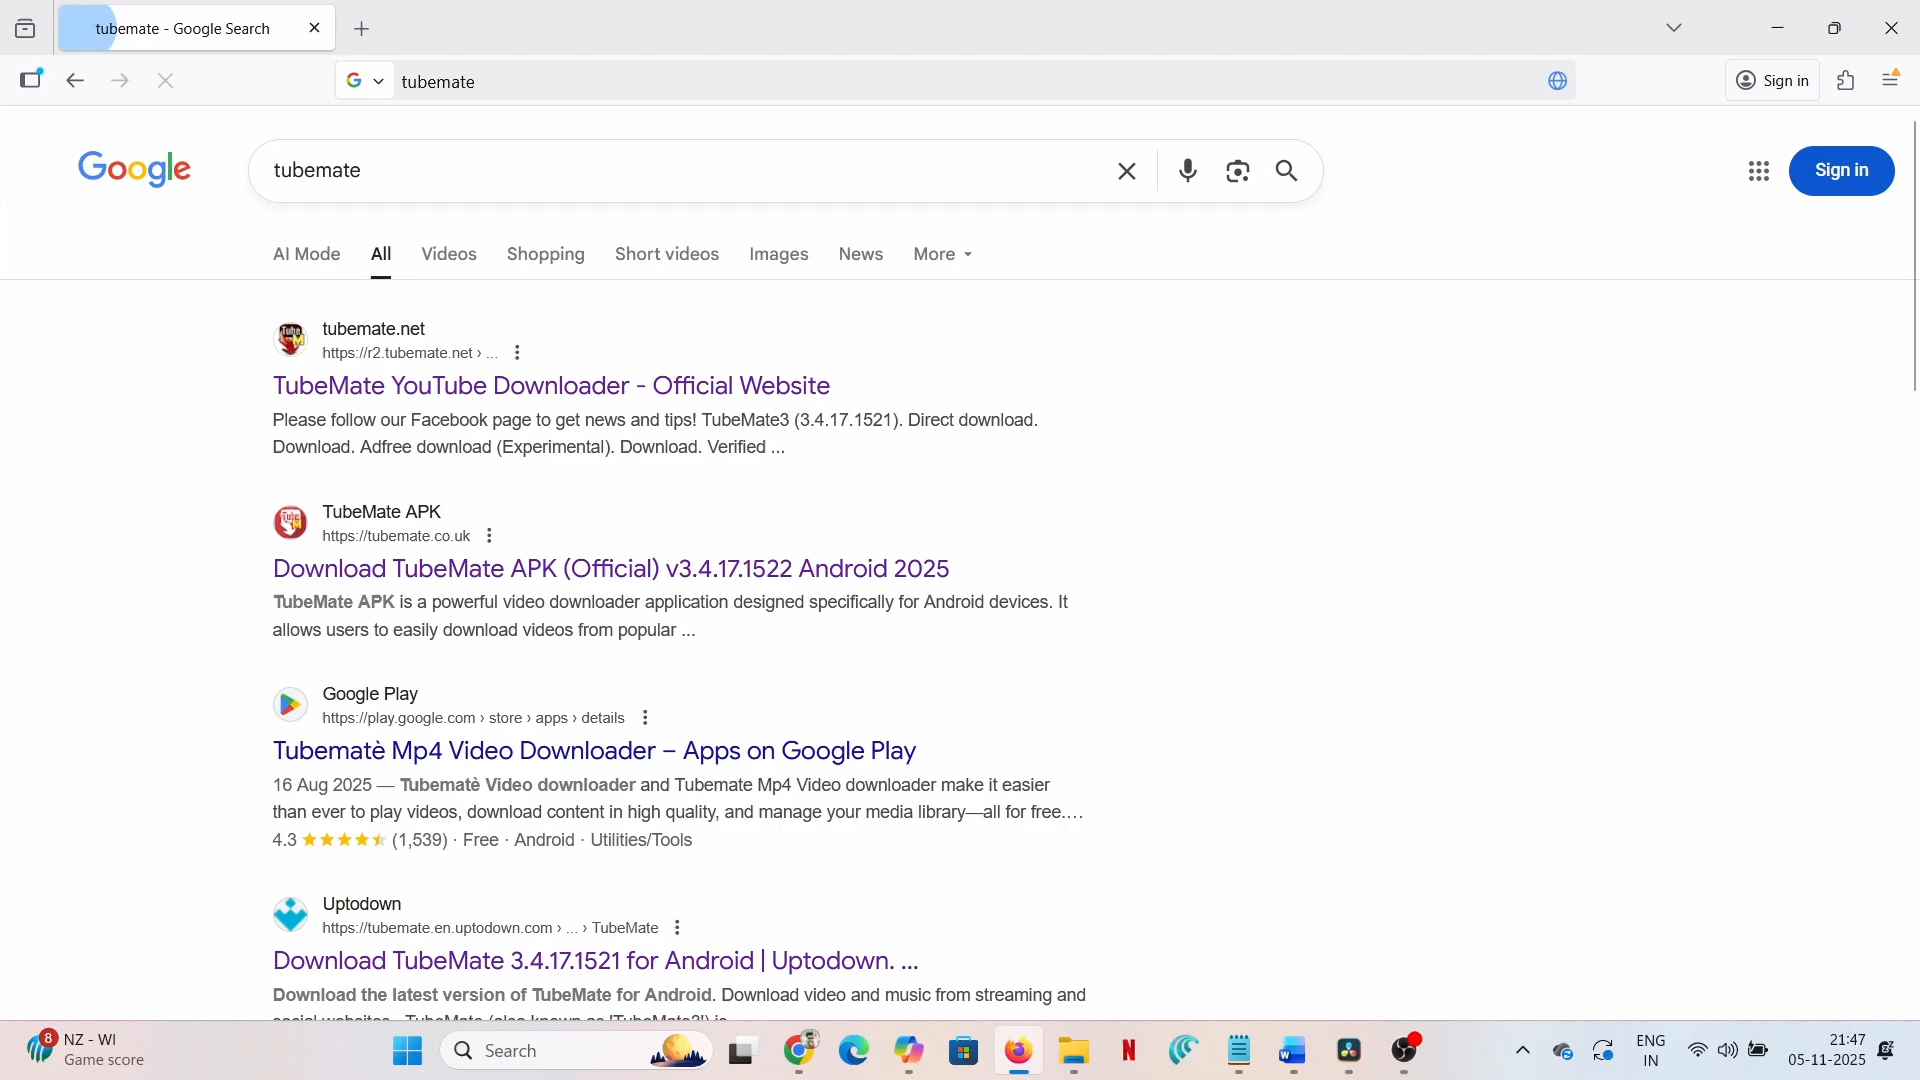 tubemate - Google Search
tubemate
Sign in
Google
tubemate
Sign in
AI Mode
All
Videos
Shopping
Short videos
Images
News
More
tubemate.net
https://r2.tubemate.net › ...
TubeMate YouTube Downloader - Official Website
Please follow our Facebook page to get news and tips! TubeMate3 (3.4.17.1521). Direct download.
Download. Adfree download (Experimental). Download. Verified ...
TubeMate APK
https://tubemate.co.uk
Download TubeMate APK (Official) v3.4.17.1522 Android 2025
TubeMate APK is a powerful video downloader application designed specifically for Android devices. It
allows users to easily download videos from popular ...
Google Play
https://play.google.com › store › apps › details
Tubematè Mp4 Video Downloader – Apps on Google Play
16 Aug 2025 — Tubematè Video downloader and Tubemate Mp4 Video downloader make it easier
than ever to play videos, download content in high quality, and manage your media library—all for free....
4.3 (1,539) · Free · Android · Utilities/Tools
Uptodown
https://tubemate.en.uptodown.com › ... › TubeMate
Download TubeMate 3.4.17.1521 for Android | Uptodown. ...
Download the latest version of TubeMate for Android. Download video and music from streaming and
social websites. TubeMate (also known as 'TubeMate3') is
8
NZ - WI
Game score
Search
ENG
IN
21:47
05-11-2025